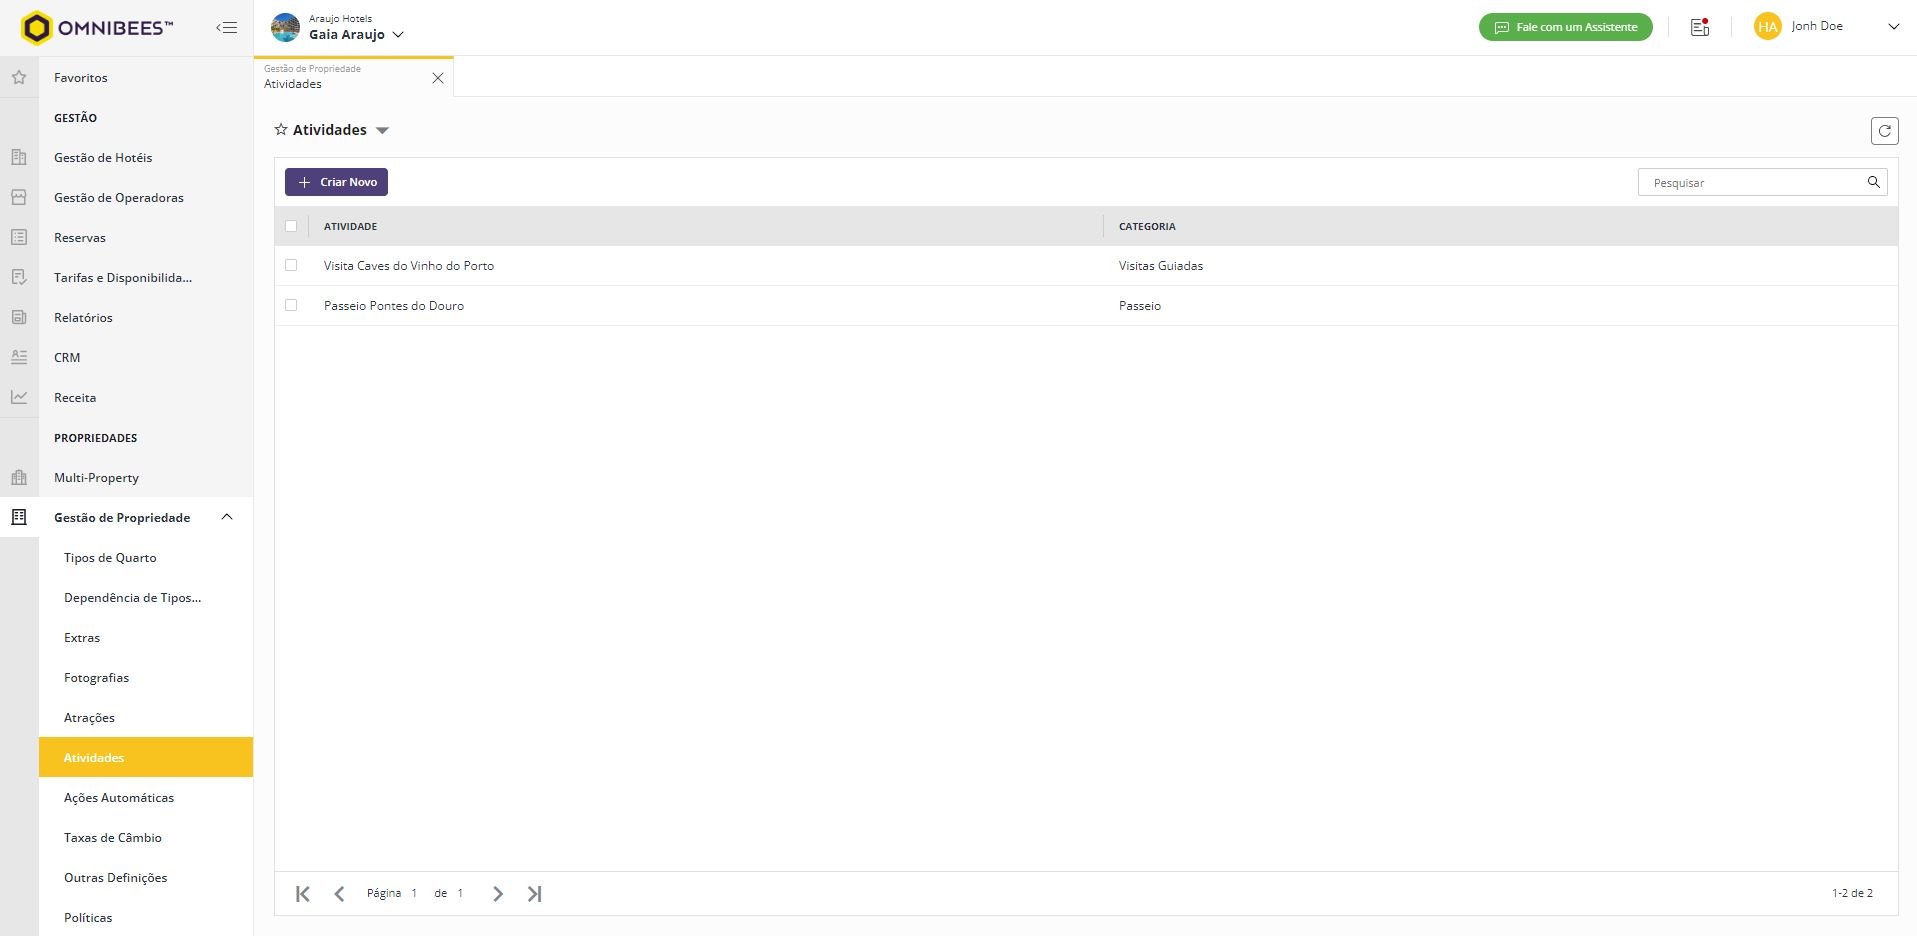 OMNIBEES™
Araujo Hotels
Gaia Araujo
Fale com um Assistente
HA
Jonh Doe
Favoritos
GESTÃO
Gestão de Hotéis
Gestão de Operadoras
Reservas
Tarifas e Disponibilida...
Relatórios
CRM
Receita
PROPRIEDADES
Multi-Property
Gestão de Propriedade
Tipos de Quarto
Dependência de Tipos...
Extras
Fotografias
Atrações
Atividades
Ações Automáticas
Taxas de Câmbio
Outras Definições
Políticas
Gestão de Propriedade
Atividades
Atividades
Criar Novo
Pesquisar
ATIVIDADE CATEGORIA
Visita Caves do Vinho do Porto Visitas Guiadas
Passeio Pontes do Douro Passeio
Página 1 de 1
1-2 de 2